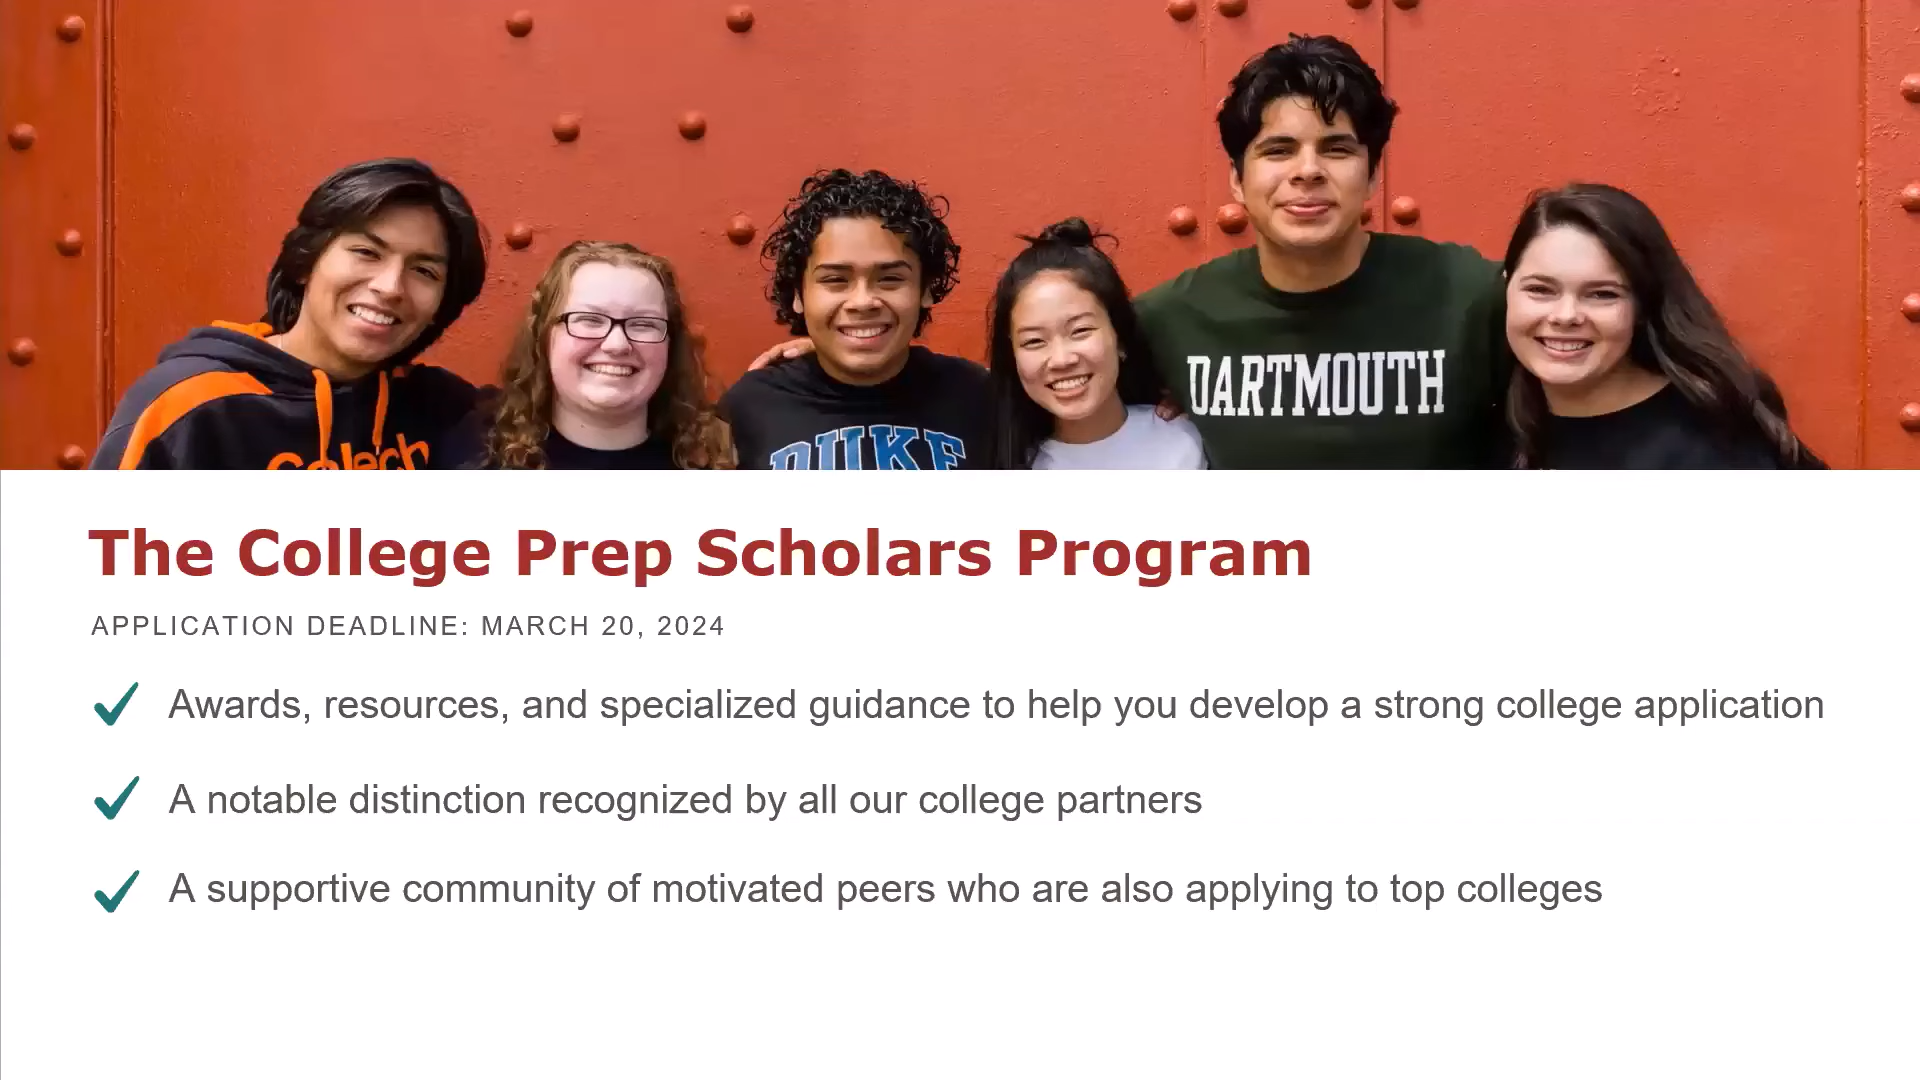 DARTMOUTH
DUKE
The College Prep Scholars Program
APPLICATION DEADLINE: MARCH 20, 2024
Awards, resources, and specialized guidance to help you develop a strong college application
A notable distinction recognized by all our college partners
A supportive community of motivated peers who are also applying to top colleges